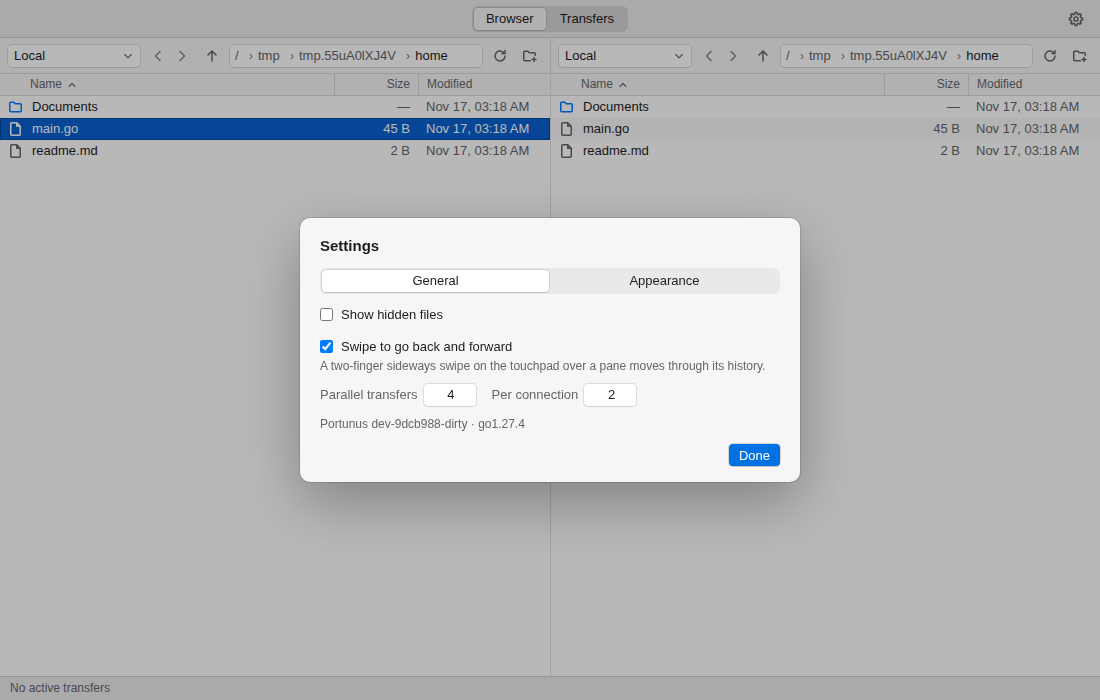 Browser Transfers
Local / › tmp › tmp.55uA0lXJ4V › home Local / › tmp › tmp.55uA0lXJ4V › home
Name Size Modified Name Size Modified
Documents — Nov 17, 03:18 AM Documents — Nov 17, 03:18 AM
main.go 45 B Nov 17, 03:18 AM main.go 45 B Nov 17, 03:18 AM
readme.md 2 B Nov 17, 03:18 AM readme.md 2 B Nov 17, 03:18 AM
Settings
General Appearance
Show hidden files
Swipe to go back and forward
A two-finger sideways swipe on the touchpad over a pane moves through its history.
Parallel transfers 4 Per connection 2
Portunus dev-9dcb988-dirty · go1.27.4
Done
No active transfers